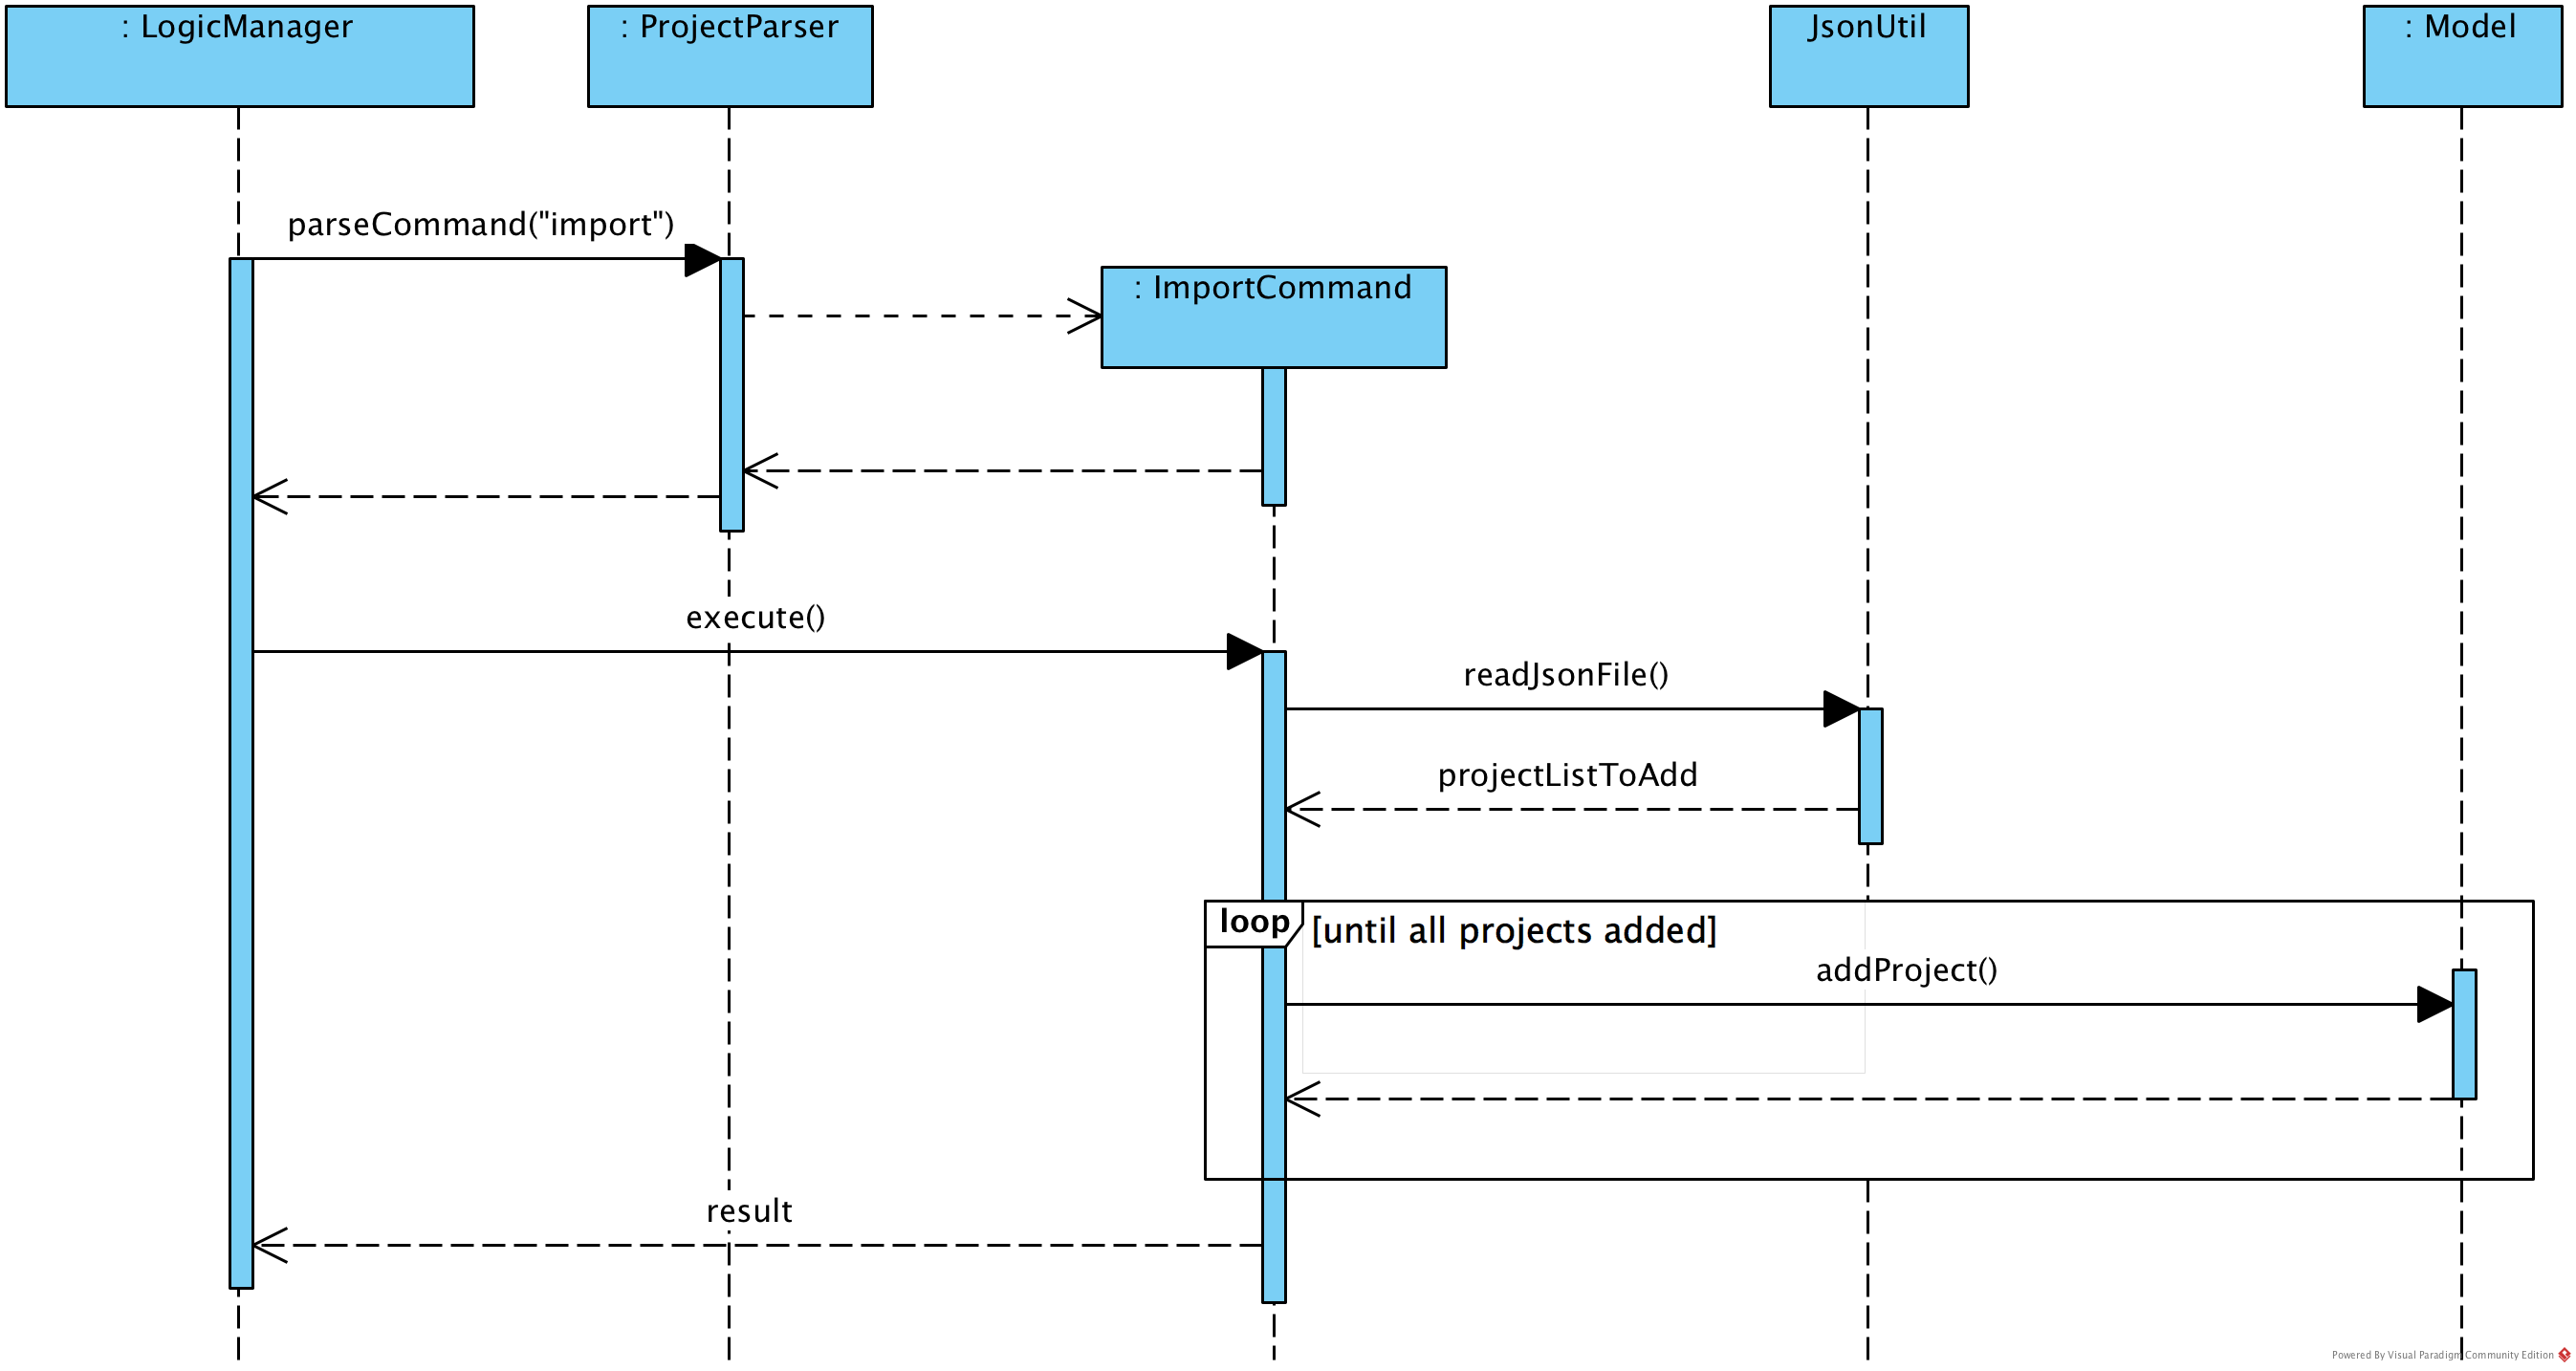 : LogicManager
: ProjectParser
JsonUtil
: Model
parseCommand("import")
: ImportCommand
execute()
readJsonFile()
projectListToAdd
loop
[until all projects added]
addProject()
result
Powered By Visual Paradigm Community Edition